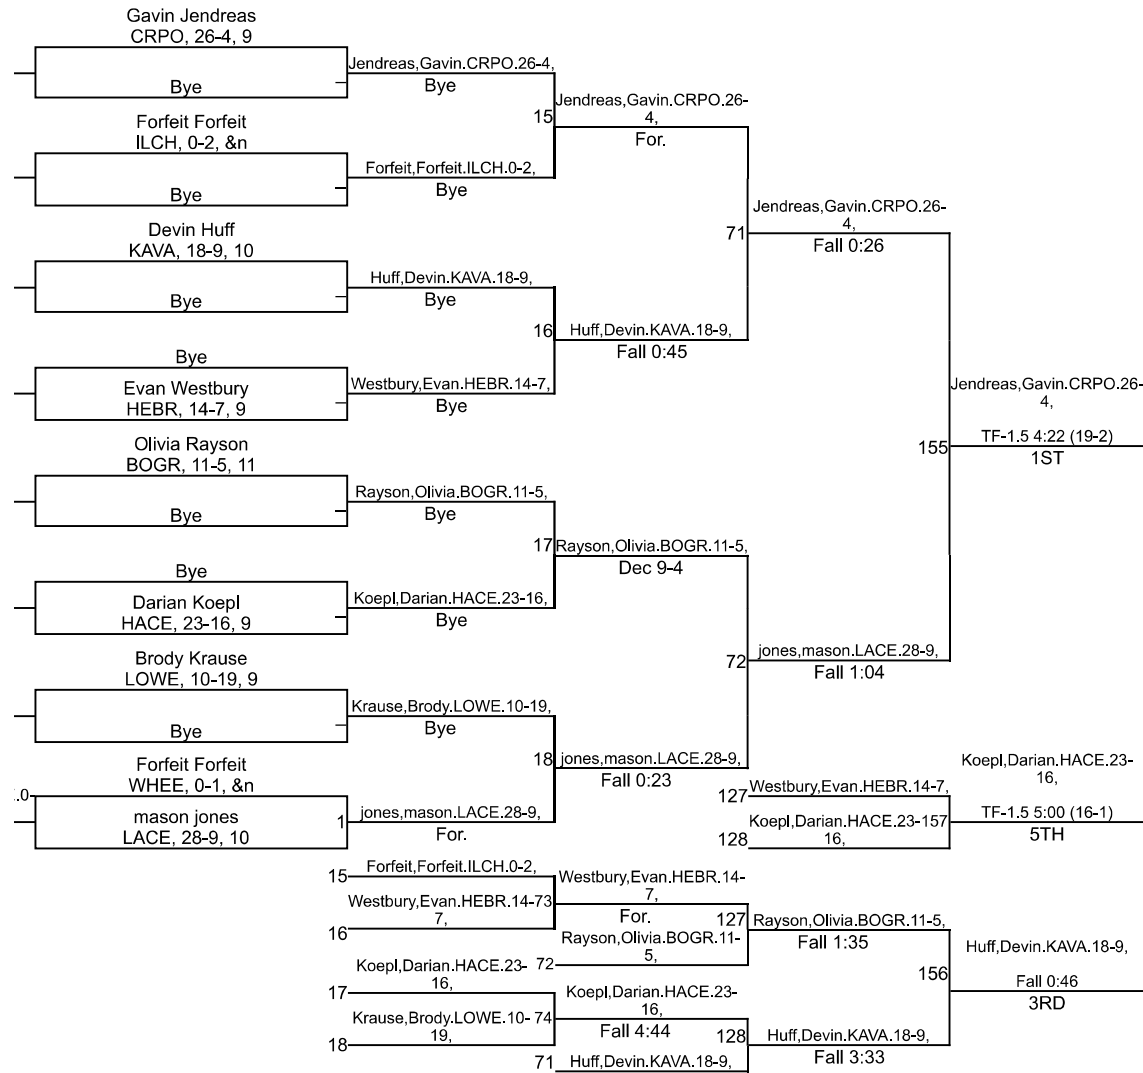 Gavin Jendreas
CRPO, 26-4, 9
Bye
Jendreas,Gavin.CRPO.26-4,
Bye
Forfeit Forfeit
ILCH, 0-2, &n
Bye
Forfeit,Forfeit.ILCH.0-2,
Bye
15
Jendreas,Gavin.CRPO.26-
4,
For.
Devin Huff
KAVA, 18-9, 10
Bye
Huff,Devin.KAVA.18-9,
Bye
Bye
Evan Westbury
HEBR, 14-7, 9
Westbury,Evan.HEBR.14-7,
Bye
16
Huff,Devin.KAVA.18-9,
Fall 0:45
71
Jendreas,Gavin.CRPO.26-
4,
Fall 0:26
Olivia Rayson
BOGR, 11-5, 11
Bye
Rayson,Olivia.BOGR.11-5,
Bye
Bye
Darian Koepl
HACE, 23-16, 9
Koepl,Darian.HACE.23-16,
Bye
17
Rayson,Olivia.BOGR.11-5,
Dec 9-4
Brody Krause
LOWE, 10-19, 9
Bye
Krause,Brody.LOWE.10-19,
Bye
Forfeit Forfeit
WHEE, 0-1, &n
:.0
mason jones
LACE, 28-9, 10
1
jones,mason.LACE.28-9,
For.
18
jones,mason.LACE.28-9,
Fall 0:23
72
jones,mason.LACE.28-9,
Fall 1:04
155
Jendreas,Gavin.CRPO.26-
4,
TF-1.5 4:22 (19-2)
1ST
127
Westbury,Evan.HEBR.14-7,
128
Koepl,Darian.HACE.23-157
16,
Koepl,Darian.HACE.23-
16,
TF-1.5 5:00 (16-1)
5TH
15
Forfeit,Forfeit.ILCH.0-2,
16
Westbury,Evan.HEBR.14-73
7,
Westbury,Evan.HEBR.14-
7,
For.
72
Rayson,Olivia.BOGR.11-
5,
127
Rayson,Olivia.BOGR.11-5,
Fall 1:35
17
Koepl,Darian.HACE.23-
16,
18
Krause,Brody.LOWE.10-
19,
74
Koepl,Darian.HACE.23-
16,
Fall 4:44
71
Huff,Devin.KAVA.18-9,
128
Huff,Devin.KAVA.18-9,
Fall 3:33
156
Huff,Devin.KAVA.18-9,
Fall 0:46
3RD